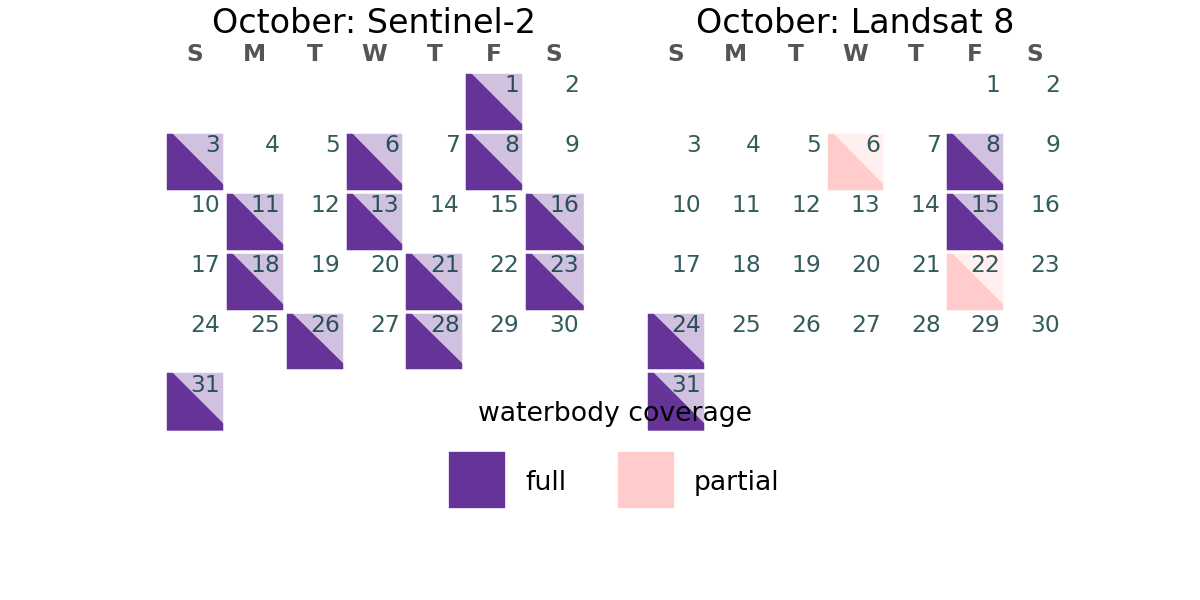 October: Sentinel-2
S M T W T F S
1 2
3 4 5 6 7 8 9
10 11 12 13 14 15 16
17 18 19 20 21 22 23
24 25 26 27 28 29 30
31
October: Landsat 8
S M T W T F S
1 2
3 4 5 6 7 8 9
10 11 12 13 14 15 16
17 18 19 20 21 22 23
24 25 26 27 28 29 30
31
waterbody coverage
full partial